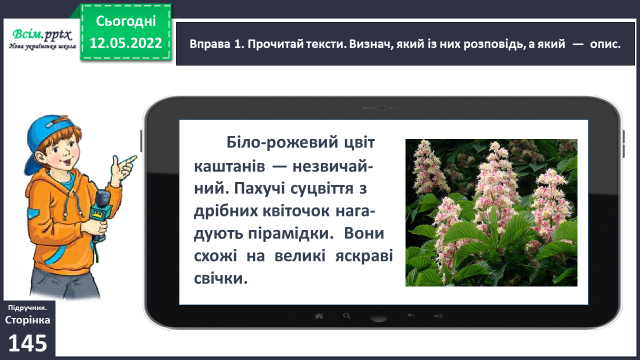 Всім.pptx
Нова українська школа
Сьогодні
12.05.2022
Вправа 1. Прочитай тексти. Визнач, який із них розповідь, а який — опис.
Біло-рожевий цвіт
каштанів — незвичай-
ний. Пахучі суцвіття з
дрібних квіточок нага-
дують пірамідки. Вони
схожі на великі яскраві
свічки.
Підручник.
Сторінка
145